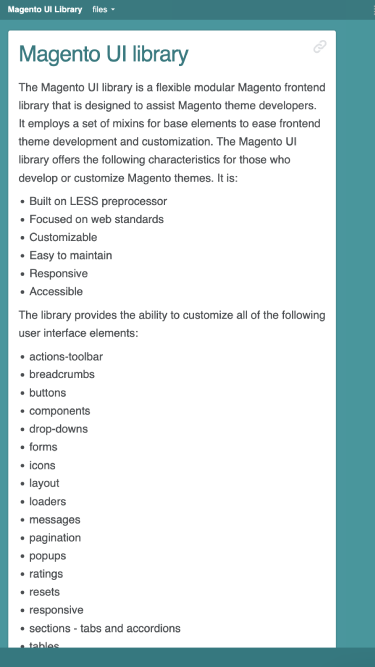 Magento UI Library files
Magento UI library
The Magento UI library is a flexible modular Magento frontend
library that is designed to assist Magento theme developers.
It employs a set of mixins for base elements to ease frontend
theme development and customization. The Magento UI
library offers the following characteristics for those who
develop or customize Magento themes. It is:
• Built on LESS preprocessor
• Focused on web standards
• Customizable
• Easy to maintain
• Responsive
• Accessible
The library provides the ability to customize all of the following
user interface elements:
• actions-toolbar
• breadcrumbs
• buttons
• components
• drop-downs
• forms
• icons
• layout
• loaders
• messages
• pagination
• popups
• ratings
• resets
• responsive
• sections - tabs and accordions
• tables